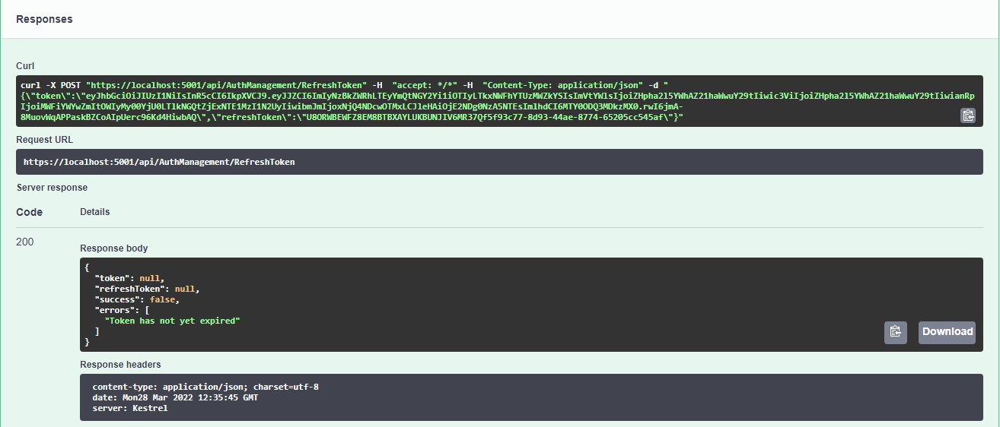 Responses
Curl
curl -X POST "https://localhost:5001/api/AuthManagement/RefreshToken" -H  "accept: */*" -H  "Content-Type: application/json" -d "
{\"token\":\"eyJhbGciOiJIUzI1NiIsInR5cCI6IkpXVCJ9.eyJJZCI6ImIyNzBkZWRhLTEyYmQtNGY2Yi1iOTIyLTkxNWFhYTUzMWZkYSIsImVtYWlsIjoiZHpha2l5YWhAZ21haWwuY29tIiwic3ViIjoiZHpha2l5YWhAZ21haWwuY29tIiwianRp
IjoiMWFiYWYwZmItOWIyMy00YjU0LTlkNGQtZjExNTE1MzI1N2UyIiwibmJmIjoxNjQ4NDcwOTMxLCJleHAiOjE2NDg0NzA5NTEsImlhdCI6MTY0ODQ3MDkzMX0.rwI6jmA-
8MuovWqAPPaskBZCoAIpUerc96Kd4HiwbAQ\",\"refreshToken\":\"U8ORWBEWFZ8EM8BTBXAYLUKBUNJIV6MR37Qf5f93c77-8d93-44ae-8774-65205cc545af\"}"
Request URL
https://localhost:5001/api/AuthManagement/RefreshToken
Server response
Code Details
200
Response body
{
"token": null,
"refreshToken": null,
"success": false,
"errors": [
"Token has not yet expired"
]
}
Download
Response headers
content-type: application/json; charset=utf-8
date: Mon28 Mar 2022 12:35:45 GMT
server: Kestrel